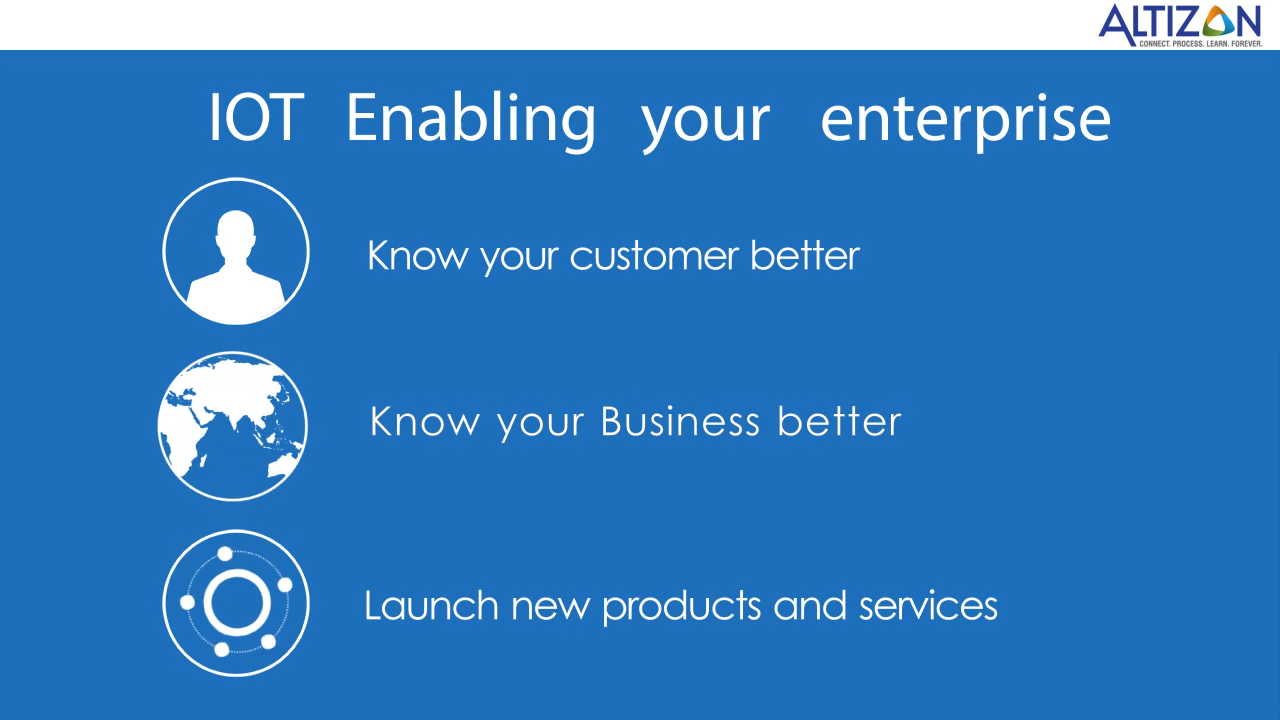 ALTIZON
CONNECT. PROCESS. LEARN. FOREVER.
IOT Enabling your enterprise
Know your customer better
Know your Business better
Launch new products and services